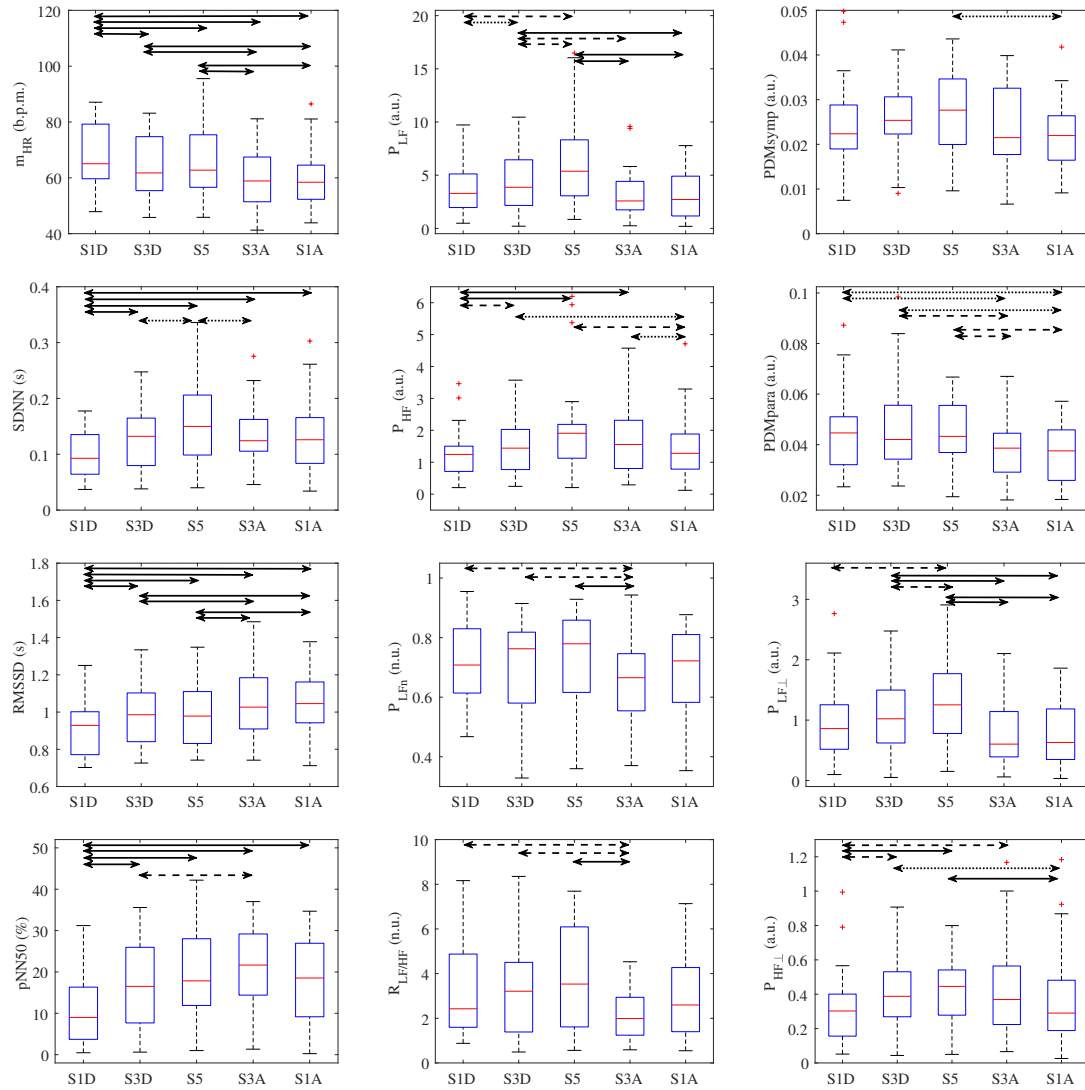 120
100
80
60
40
m_HR (b.p.m.)
S1D S3D S5 S3A S1A
20
15
10
5
0
P_LF (a.u.)
S1D S3D S5 S3A S1A
0.05
0.04
0.03
0.02
0.01
0
PDMsymp (a.u.)
S1D S3D S5 S3A S1A
0.4
0.3
0.2
0.1
0
SDNN (s)
S1D S3D S5 S3A S1A
6
5
4
3
2
1
0
P_HF (a.u.)
S1D S3D S5 S3A S1A
0.1
0.08
0.06
0.04
0.02
PDMpara (a.u.)
S1D S3D S5 S3A S1A
1.8
1.6
1.4
1.2
1
0.8
0.6
RMSSD (s)
S1D S3D S5 S3A S1A
1
0.8
0.6
0.4
P_LFn (n.u.)
S1D S3D S5 S3A S1A
3
2
1
0
P_LF⊥ (a.u.)
S1D S3D S5 S3A S1A
50
40
30
20
10
0
pNN50 (%)
S1D S3D S5 S3A S1A
10
8
6
4
2
0
R_LF/HF (n.u.)
S1D S3D S5 S3A S1A
1.2
1
0.8
0.6
0.4
0.2
0
P_HF⊥ (a.u.)
S1D S3D S5 S3A S1A